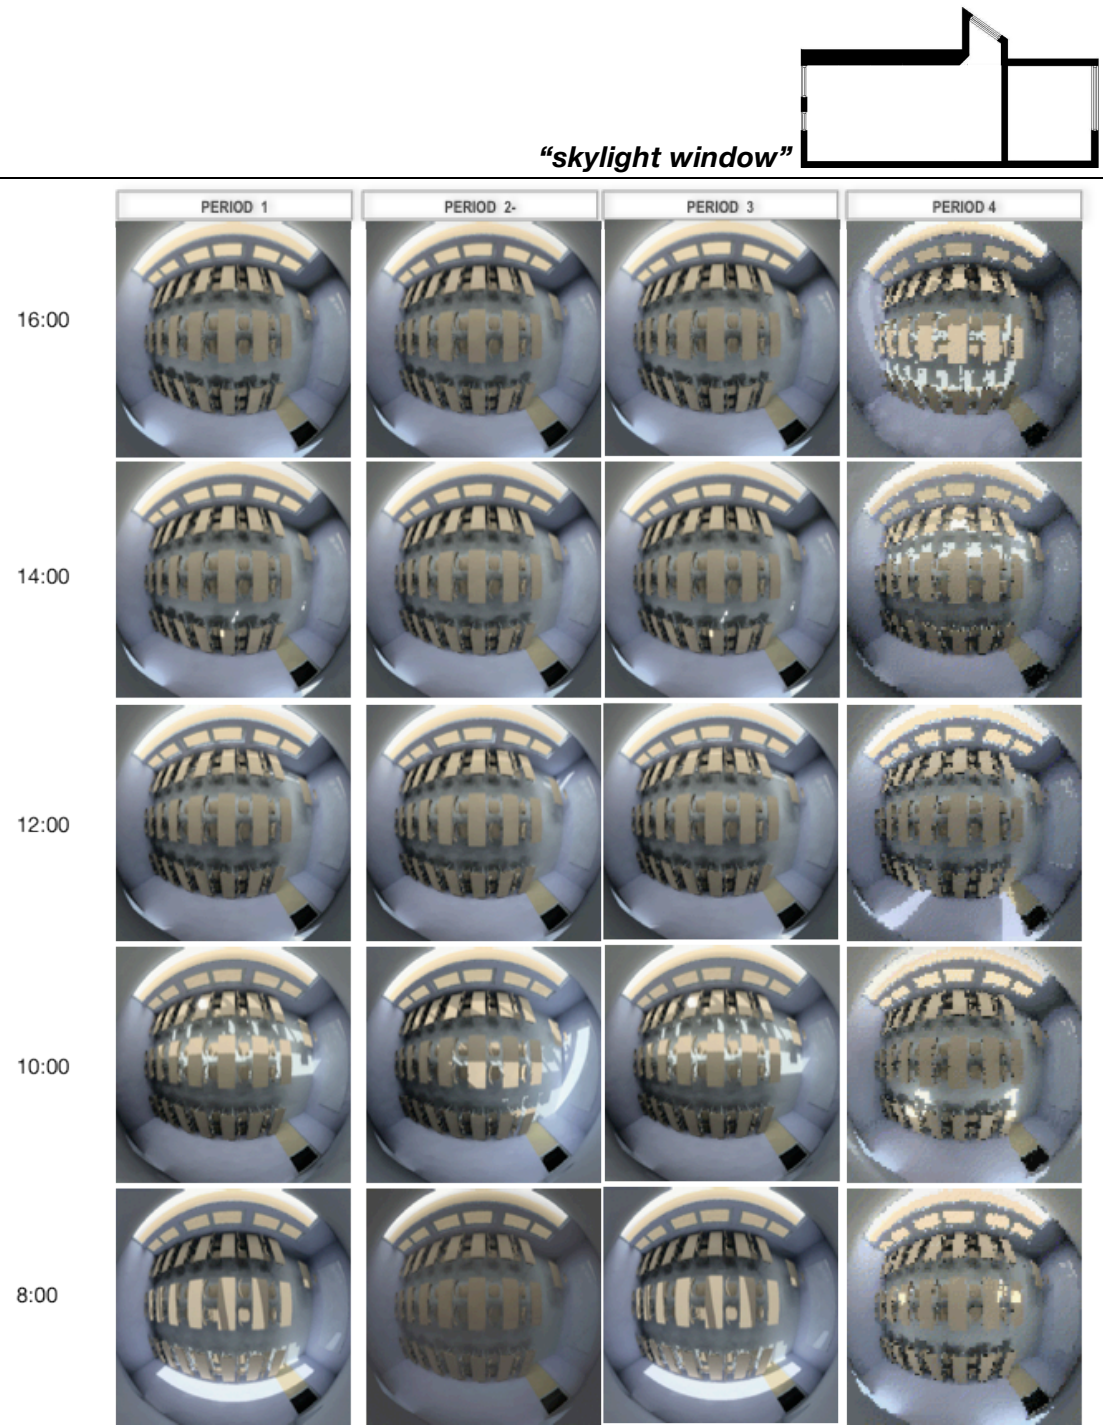 “skylight window”
PERIOD 1
PERIOD 2-
PERIOD 3
PERIOD 4
16:00
14:00
12:00
10:00
8:00